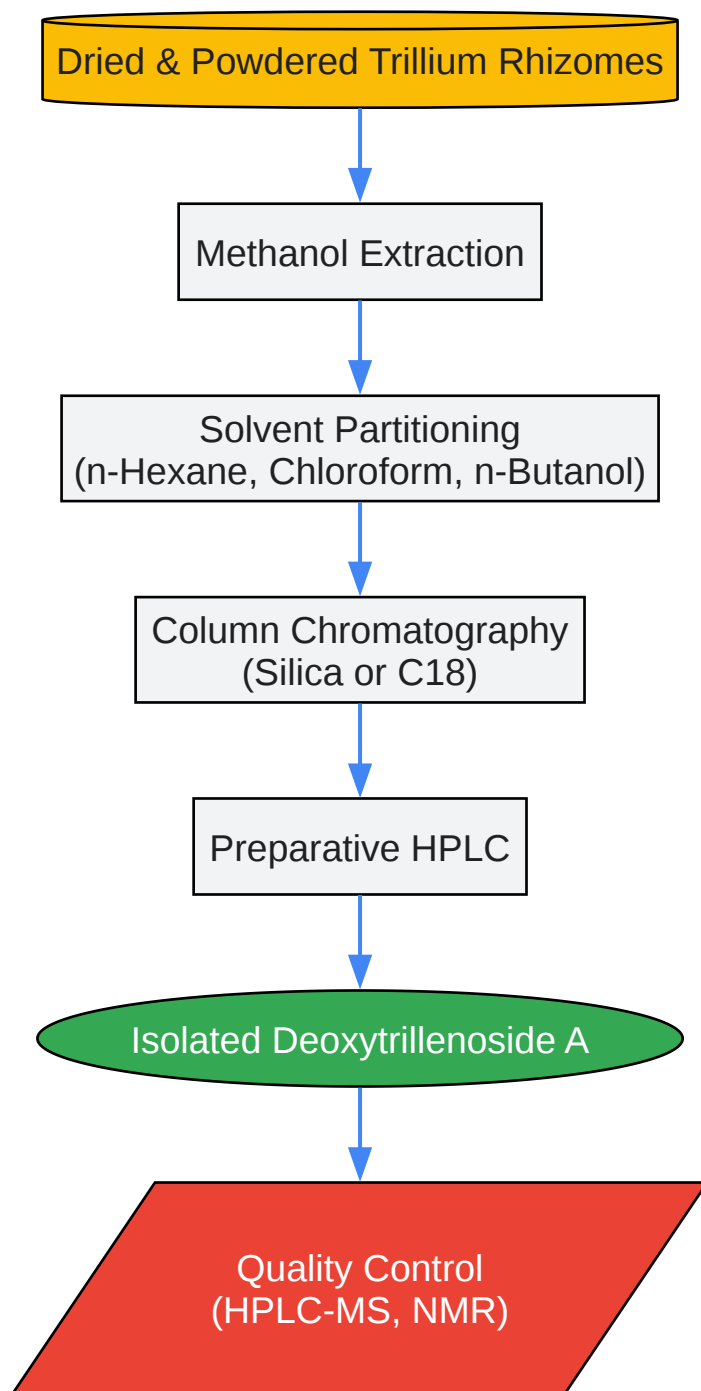 Dried & Powdered Trillium Rhizomes
Methanol Extraction
Solvent Partitioning
(n-Hexane, Chloroform, n-Butanol)
Column Chromatography
(Silica or C18)
Preparative HPLC
Isolated Deoxytrillenoside A
Quality Control
(HPLC-MS, NMR)